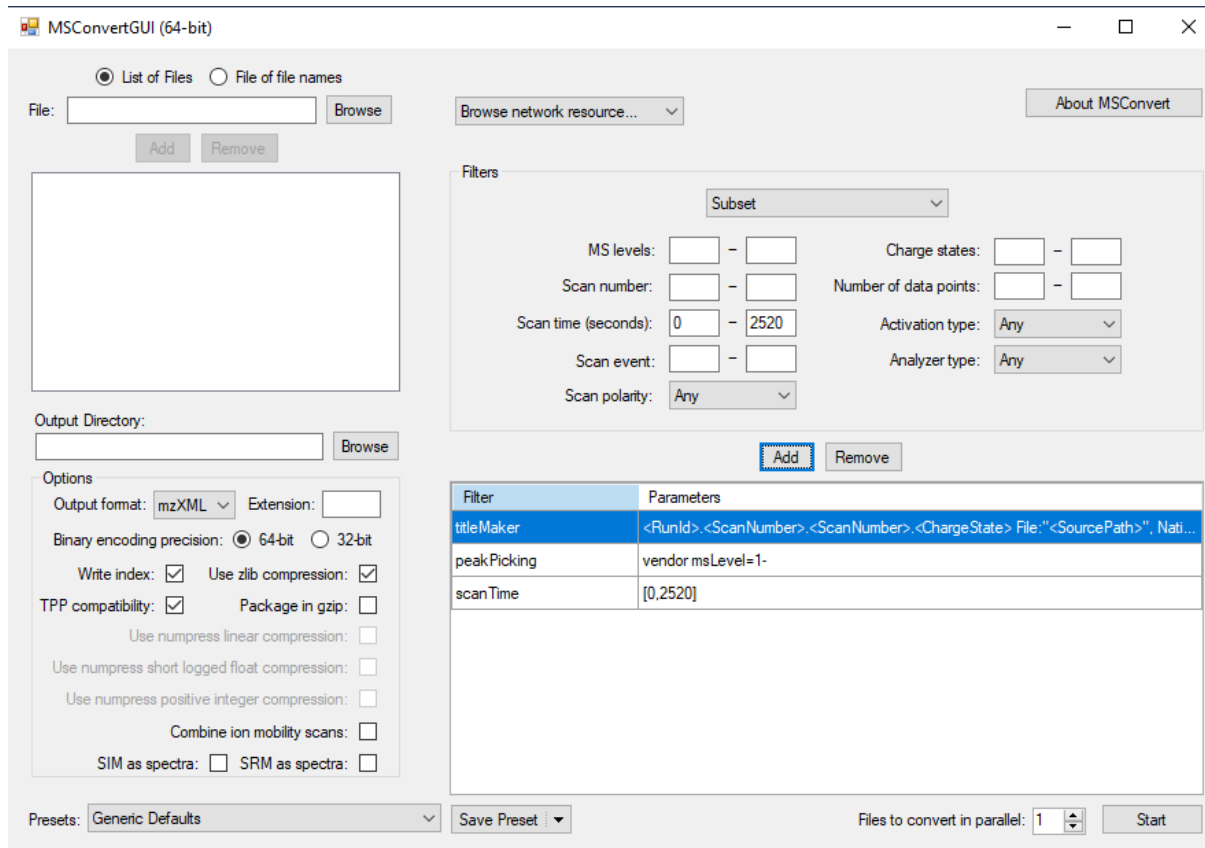 MSConvertGUI (64-bit)
List of Files File of file names
File: Browse
Add Remove
Browse network resource...
About MSConvert
Filters
Subset
MS levels: –
Charge states: –
Scan number: –
Number of data points: –
Scan time (seconds): 0 – 2520
Activation type: Any
Scan event: –
Analyzer type: Any
Scan polarity: Any
Output Directory:
Browse
Options
Output format: mzXML Extension:
Binary encoding precision: 64-bit 32-bit
Write index: Use zlib compression:
TPP compatibility: Package in gzip:
Use numpress linear compression:
Use numpress short logged float compression:
Use numpress positive integer compression:
Combine ion mobility scans:
SIM as spectra: SRM as spectra:
Add Remove
Filter Parameters
titleMaker <RunId>.<ScanNumber>.<ScanNumber>.<ChargeState> File:"<SourcePath>", Nati...
peakPicking vendor msLevel=1-
scanTime [0,2520]
Presets: Generic Defaults
Save Preset
Files to convert in parallel: 1
Start